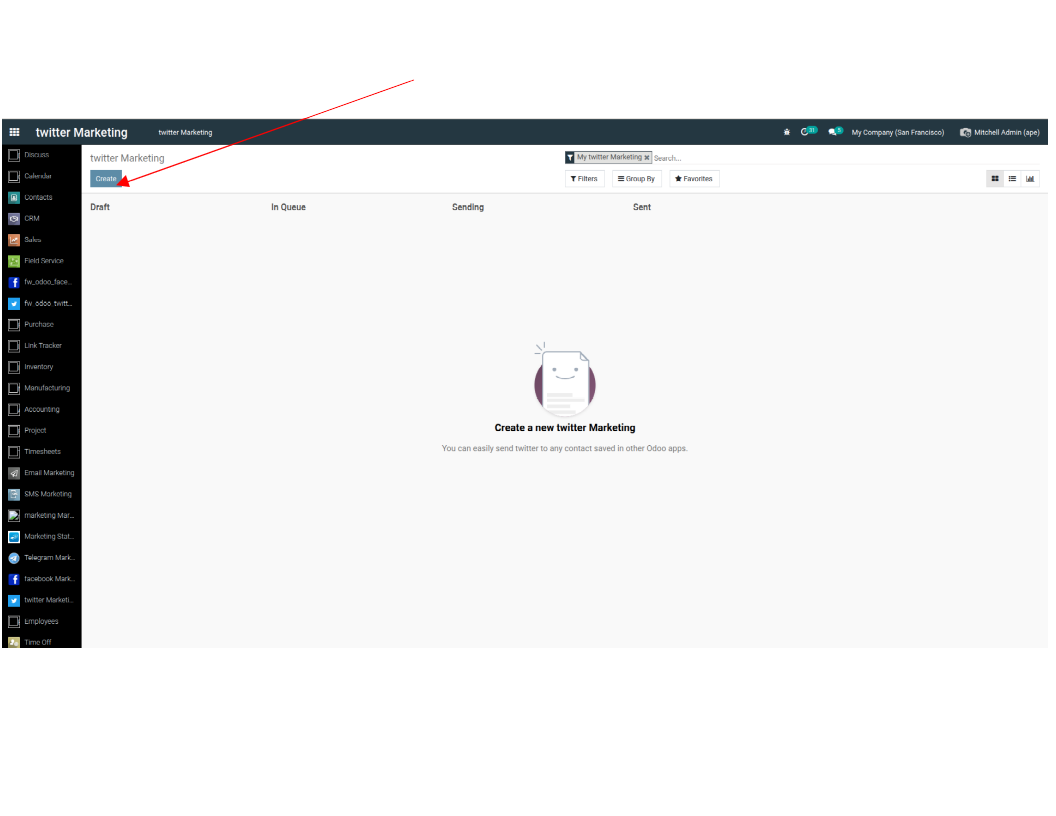 twitter Marketing
twitter Marketing
31
5
My Company (San Francisco)
Mitchell Admin (ape)
Discuss
Calendar
Contacts
CRM
Sales
Field Service
fw_odoo_face...
fw_odoo_twitt...
Purchase
Link Tracker
Inventory
Manufacturing
Accounting
Project
Timesheets
Email Marketing
SMS Marketing
marketing Mar...
Marketing Stat...
Telegram Mark...
facebook Mark...
twitter Marketi...
Employees
Time Off
twitter Marketing
My twitter Marketing
Search...
Create
Filters
Group By
Favorites
Draft
In Queue
Sending
Sent
Create a new twitter Marketing
You can easily send twitter to any contact saved in other Odoo apps.